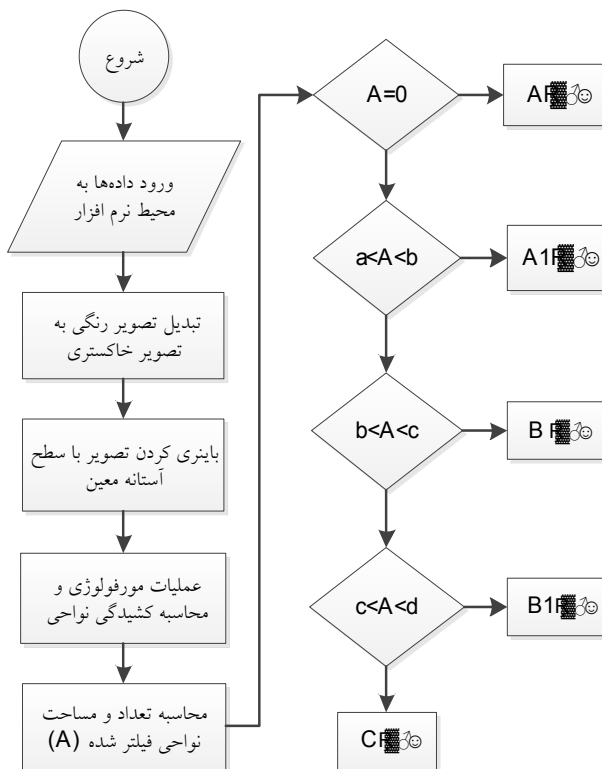 شروع
ورود داده‌ها به
محیط نرم افزار
تبدیل تصویر رنگی به
تصویر خاکستری
باینری کردن تصویر با سطح
آستانه معین
عملیات مورفولوژی و
محاسبه کشیدگی نواحی
محاسبه تعداد و مساحت
نواحی فیلتر شده (A)
A=0
a<A<b
A1
b<A<c
B
c<A<d
B1
C